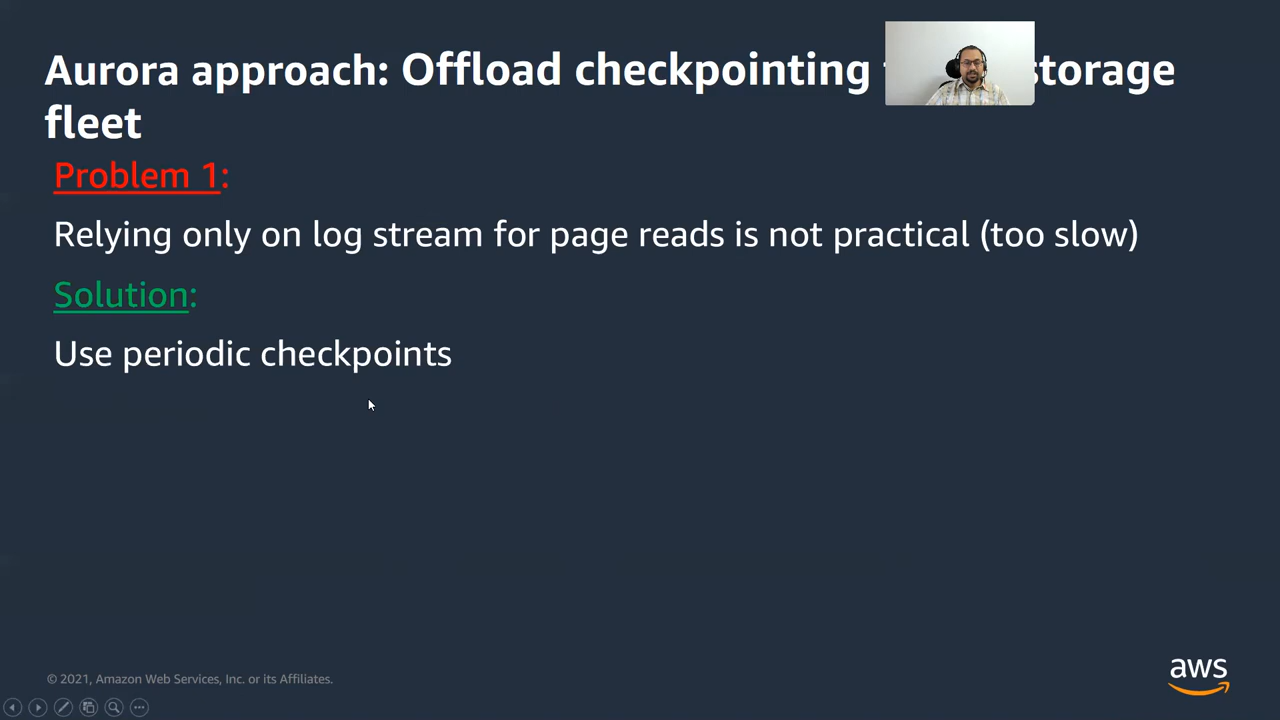 Aurora approach: Offload checkpointing storage
fleet
Problem 1:
Relying only on log stream for page reads is not practical (too slow)
Solution:
Use periodic checkpoints
© 2021, Amazon Web Services, Inc. or its Affiliates.
aws